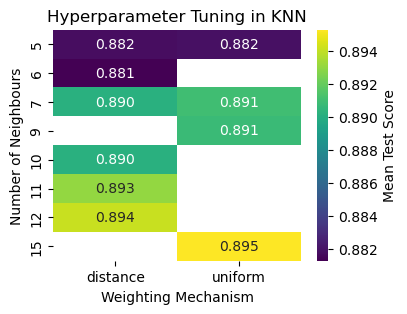 Hyperparameter Tuning in KNN
Number of Neighbours
5 0.882 0.882
6 0.881
7 0.890 0.891
9 0.891
10 0.890
11 0.893
12 0.894
15 0.895
distance uniform
Weighting Mechanism
0.894
0.892
0.890
0.888
0.886
0.884
0.882
Mean Test Score